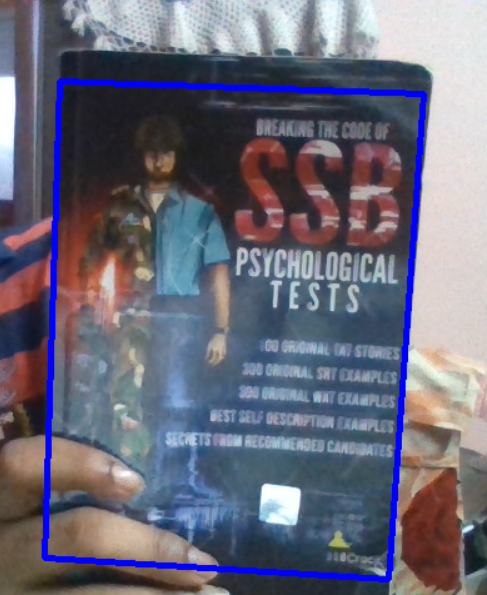 BREAKING THE CODE OF
SSB
PSYCHOLOGICAL
TESTS
100 ORIGINAL TAT STORIES
300 ORIGINAL SRT EXAMPLES
300 ORIGINAL WAT EXAMPLES
BEST SELF DESCRIPTION EXAMPLES
SECRETS FROM RECOMMENDED CANDIDATES